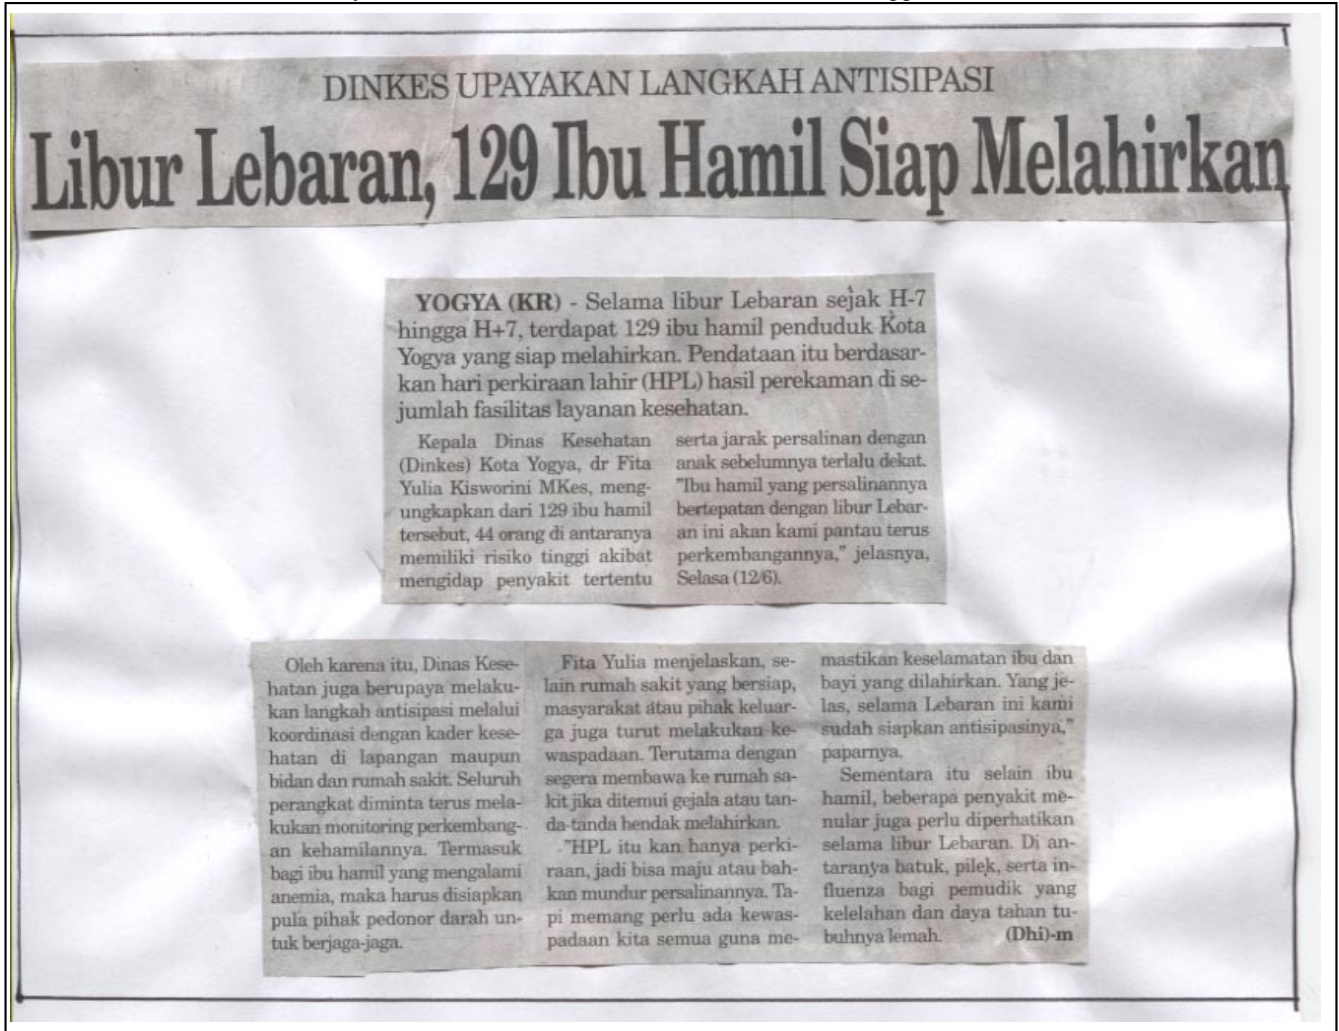 DINKES UPAYAKAN LANGKAH ANTISIPASI
Libur Lebaran, 129 Ibu Hamil Siap Melahirkan
YOGYA (KR) - Selama libur Lebaran sejak H-7
hingga H+7, terdapat 129 ibu hamil penduduk Kota
Yogya yang siap melahirkan. Pendataan itu berdasar-
kan hari perkiraan lahir (HPL) hasil perekaman di se-
jumlah fasilitas layanan kesehatan.
Kepala Dinas Kesehatan
(Dinkes) Kota Yogya, dr Fita
Yulia Kisworini MKes, meng-
ungkapkan dari 129 ibu hamil
tersebut, 44 orang di antaranya
memiliki risiko tinggi akibat
mengidap penyakit tertentu
serta jarak persalinan dengan
anak sebelumnya terlalu dekat.
"Ibu hamil yang persalinannya
bertepatan dengan libur Lebar-
an ini akan kami pantau terus
perkembangannya," jelasnya,
Selasa (12/6).
Oleh karena itu, Dinas Kese-
hatan juga berupaya melaku-
kan langkah antisipasi melalui
koordinasi dengan kader kese-
hatan di lapangan maupun
bidan dan rumah sakit. Seluruh
perangkat diminta terus mela-
kukan monitoring perkembang-
an kehamilannya. Termasuk
bagi ibu hamil yang mengalami
anemia, maka harus disiapkan
pula pihak pedonor darah un-
tuk berjaga-jaga.
Fita Yulia menjelaskan, se-
lain rumah sakit yang bersiap,
masyarakat atau pihak keluar-
ga juga turut melakukan ke-
waspadaan. Terutama dengan
segera membawa ke rumah sa-
kit jika ditemui gejala atau tan-
da-tanda hendak melahirkan.
"HPL itu kan hanya perki-
raan, jadi bisa maju atau bah-
kan mundur persalinannya. Ta-
pi memang perlu ada kewas-
padaan kita semua guna me-
mastikan keselamatan ibu dan
bayi yang dilahirkan. Yang je-
las, selama Lebaran ini kami
sudah siapkan antisipasinya,"
paparnya.
Sementara itu selain ibu
hamil, beberapa penyakit me-
nular juga perlu diperhatikan
selama libur Lebaran. Di an-
taranya batuk, pilek, serta in-
fluenza bagi pemudik yang
kelelahan dan daya tahan tu-
buhnya lemah. (Dhi)-m